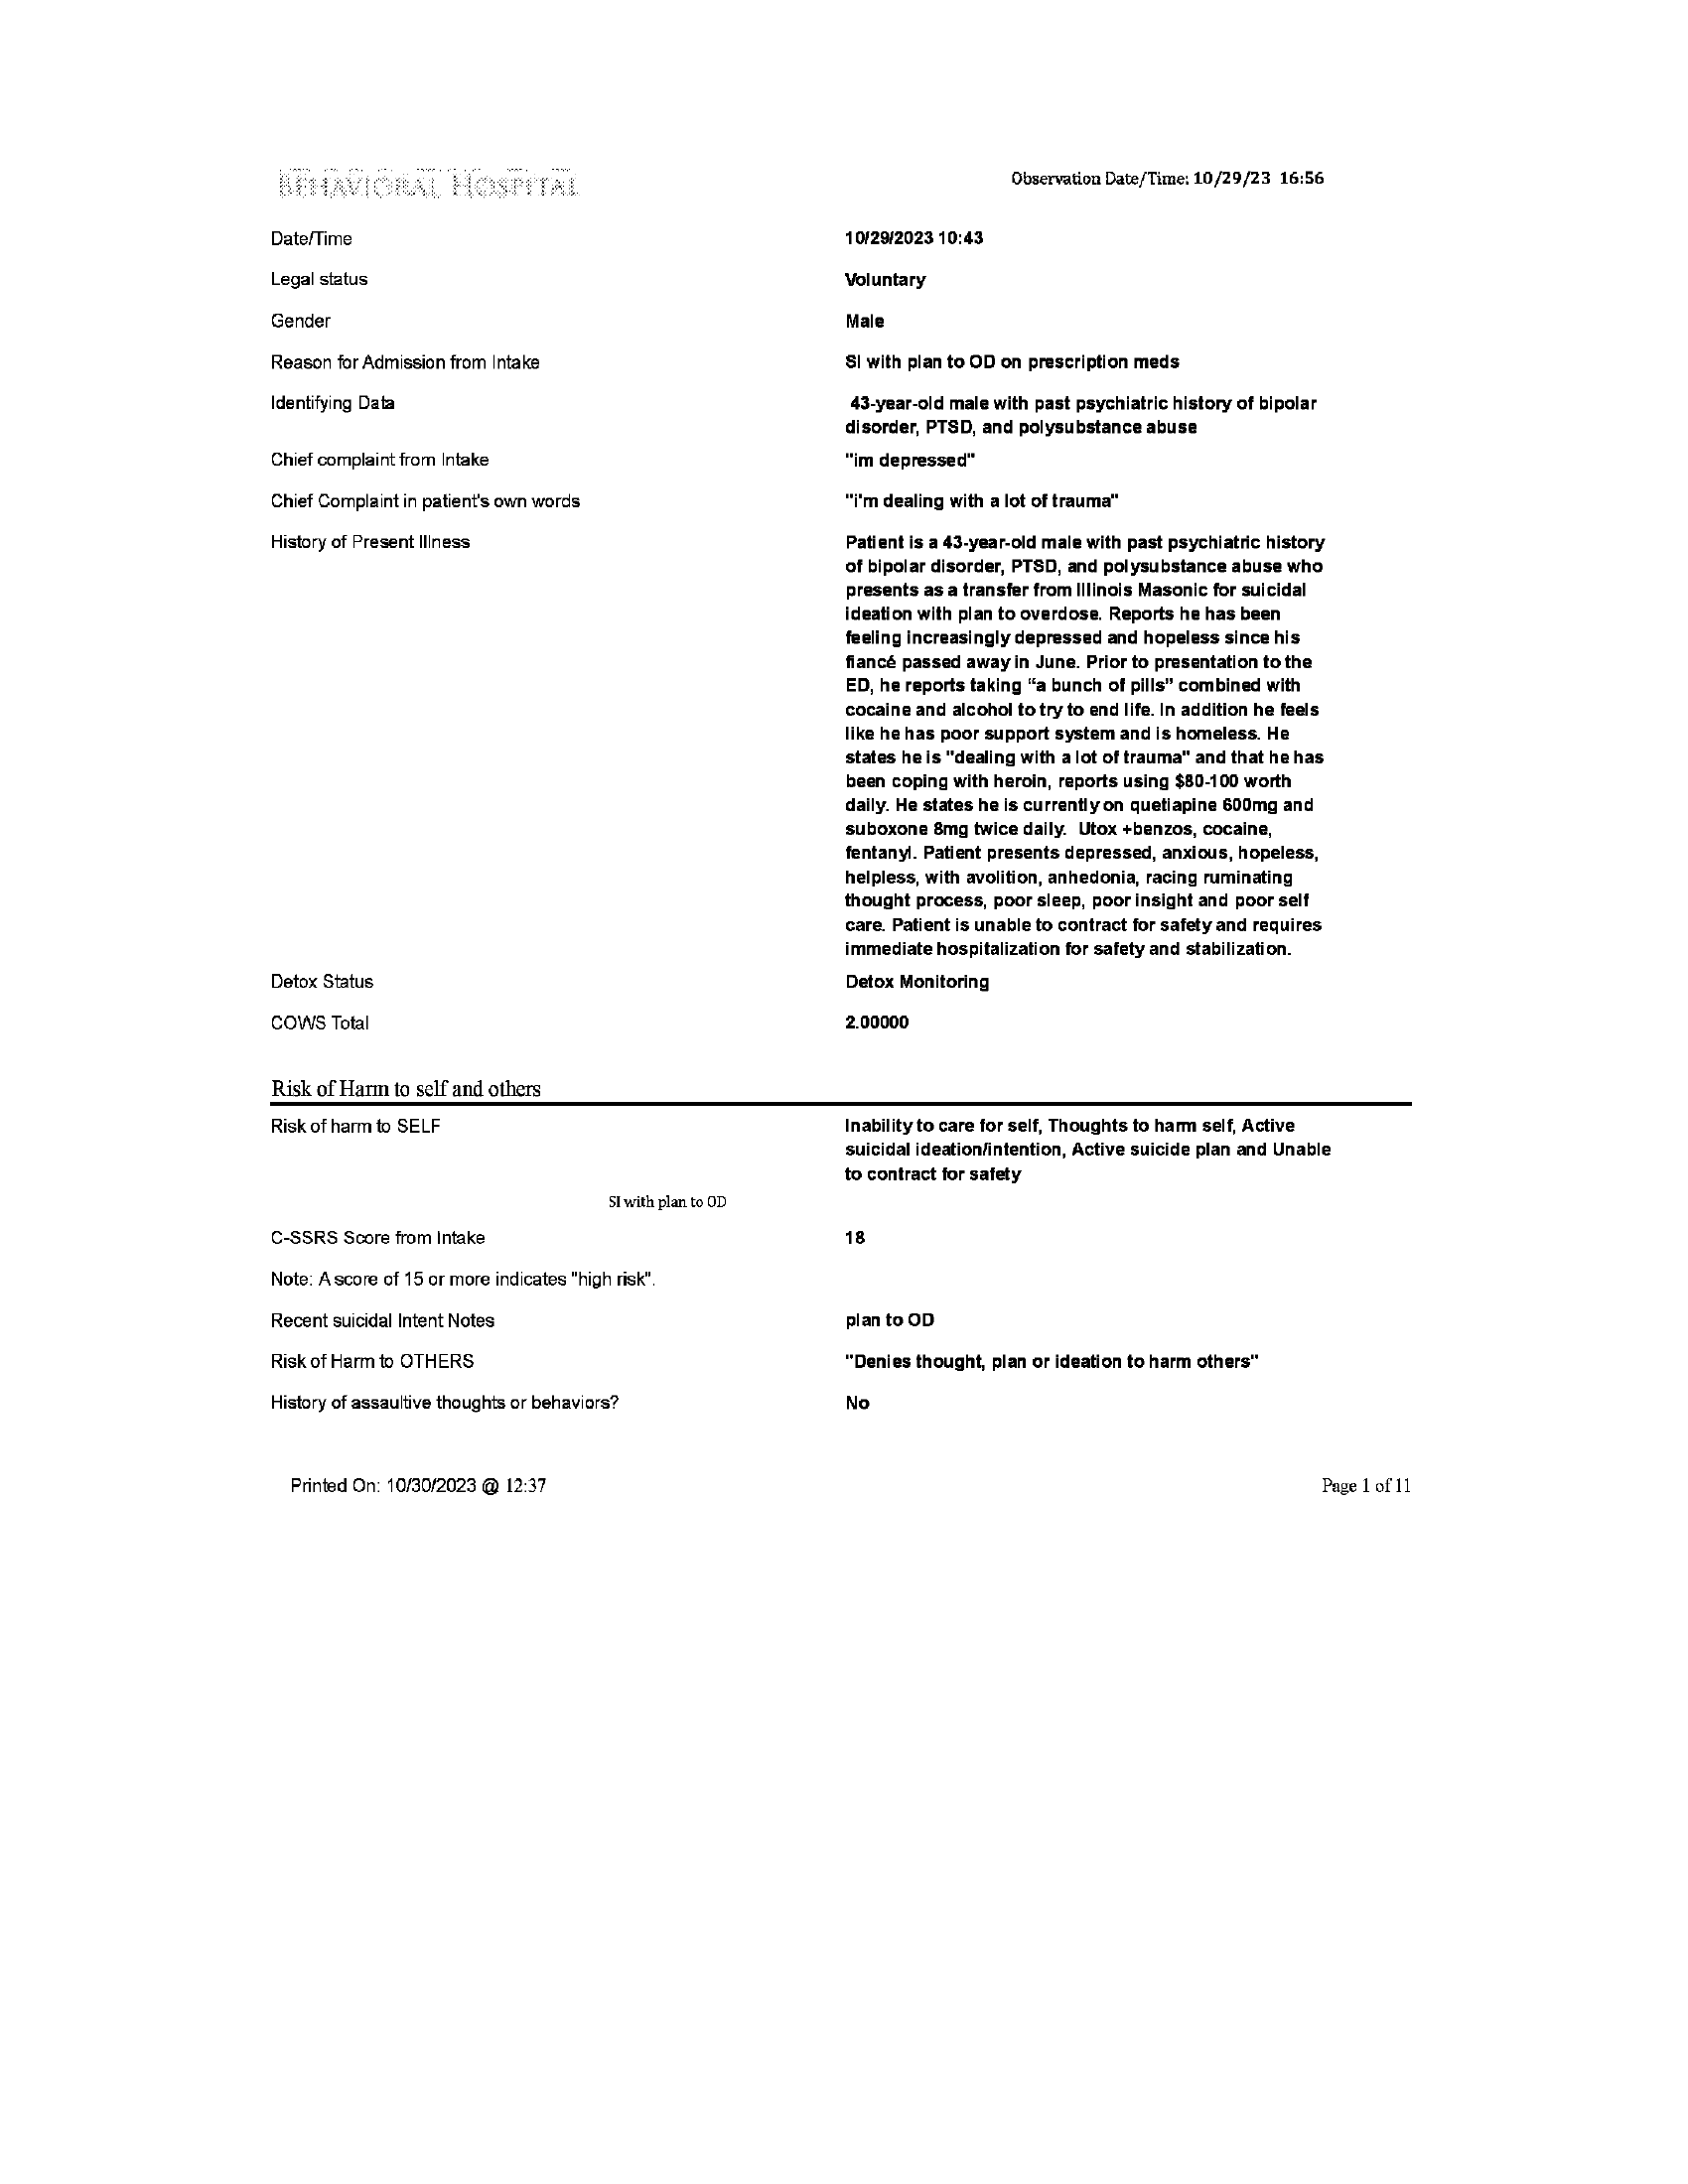 BEHAVIORAL HOSPITAL
Observation Date/Time: 10/29/23 16:56
Date/Time 10/29/2023 10:43
Legal status Voluntary
Gender Male
Reason for Admission from Intake SI with plan to OD on prescription meds
Identifying Data 43-year-old male with past psychiatric history of bipolar
disorder, PTSD, and polysubstance abuse
Chief complaint from Intake "im depressed"
Chief Complaint in patient's own words "i'm dealing with a lot of trauma"
History of Present Illness Patient is a 43-year-old male with past psychiatric history
of bipolar disorder, PTSD, and polysubstance abuse who
presents as a transfer from Illinois Masonic for suicidal
ideation with plan to overdose. Reports he has been
feeling increasingly depressed and hopeless since his
fiancé passed away in June. Prior to presentation to the
ED, he reports taking “a bunch of pills” combined with
cocaine and alcohol to try to end life. In addition he feels
like he has poor support system and is homeless. He
states he is "dealing with a lot of trauma" and that he has
been coping with heroin, reports using $80-100 worth
daily. He states he is currently on quetiapine 600mg and
suboxone 8mg twice daily. Utox +benzos, cocaine,
fentanyl. Patient presents depressed, anxious, hopeless,
helpless, with avolition, anhedonia, racing ruminating
thought process, poor sleep, poor insight and poor self
care. Patient is unable to contract for safety and requires
immediate hospitalization for safety and stabilization.
Detox Status Detox Monitoring
COWS Total 2.00000
Risk of Harm to self and others
Risk of harm to SELF Inability to care for self, Thoughts to harm self, Active
suicidal ideation/intention, Active suicide plan and Unable
to contract for safety
SI with plan to OD
C-SSRS Score from Intake 18
Note: A score of 15 or more indicates "high risk".
Recent suicidal Intent Notes plan to OD
Risk of Harm to OTHERS "Denies thought, plan or ideation to harm others"
History of assaultive thoughts or behaviors? No
Printed On: 10/30/2023 @ 12:37 Page 1 of 11